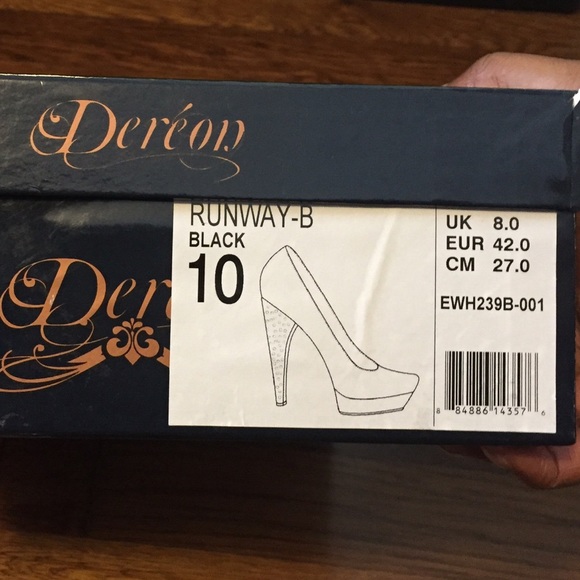 Deréon
Deré
RUNWAY-B
BLACK
10
UK 8.0
EUR 42.0
CM 27.0
EWH239B-001
8 84886 14357 6